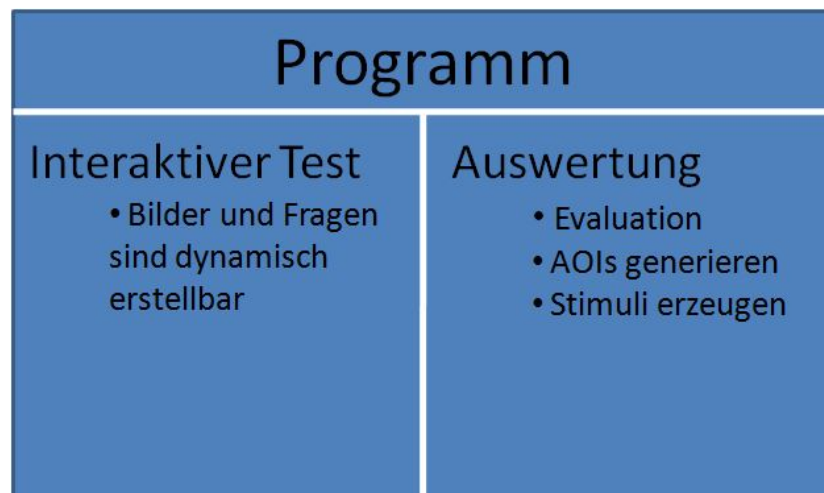 Programm
Interaktiver Test
• Bilder und Fragen
sind dynamisch
erstellbar
Auswertung
• Evaluation
• AOIs generieren
• Stimuli erzeugen